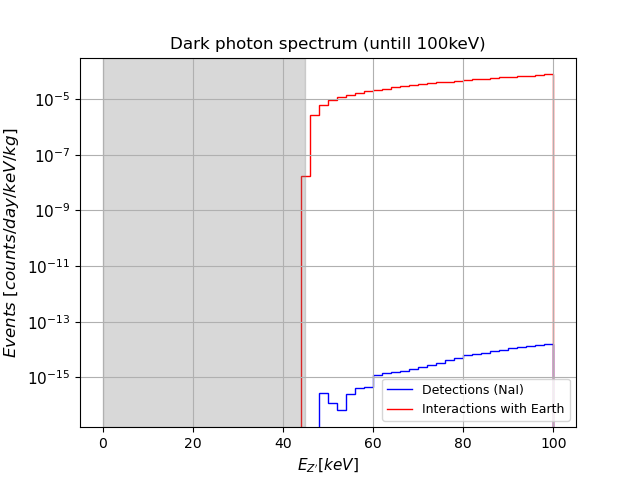 Dark photon spectrum (untill 100keV)
Events [counts/day/keV/kg]
10⁻⁵
10⁻⁷
10⁻⁹
10⁻¹¹
10⁻¹³
10⁻¹⁵
Detections (NaI)
Interactions with Earth
0 20 40 60 80 100
E_{Z'}[keV]